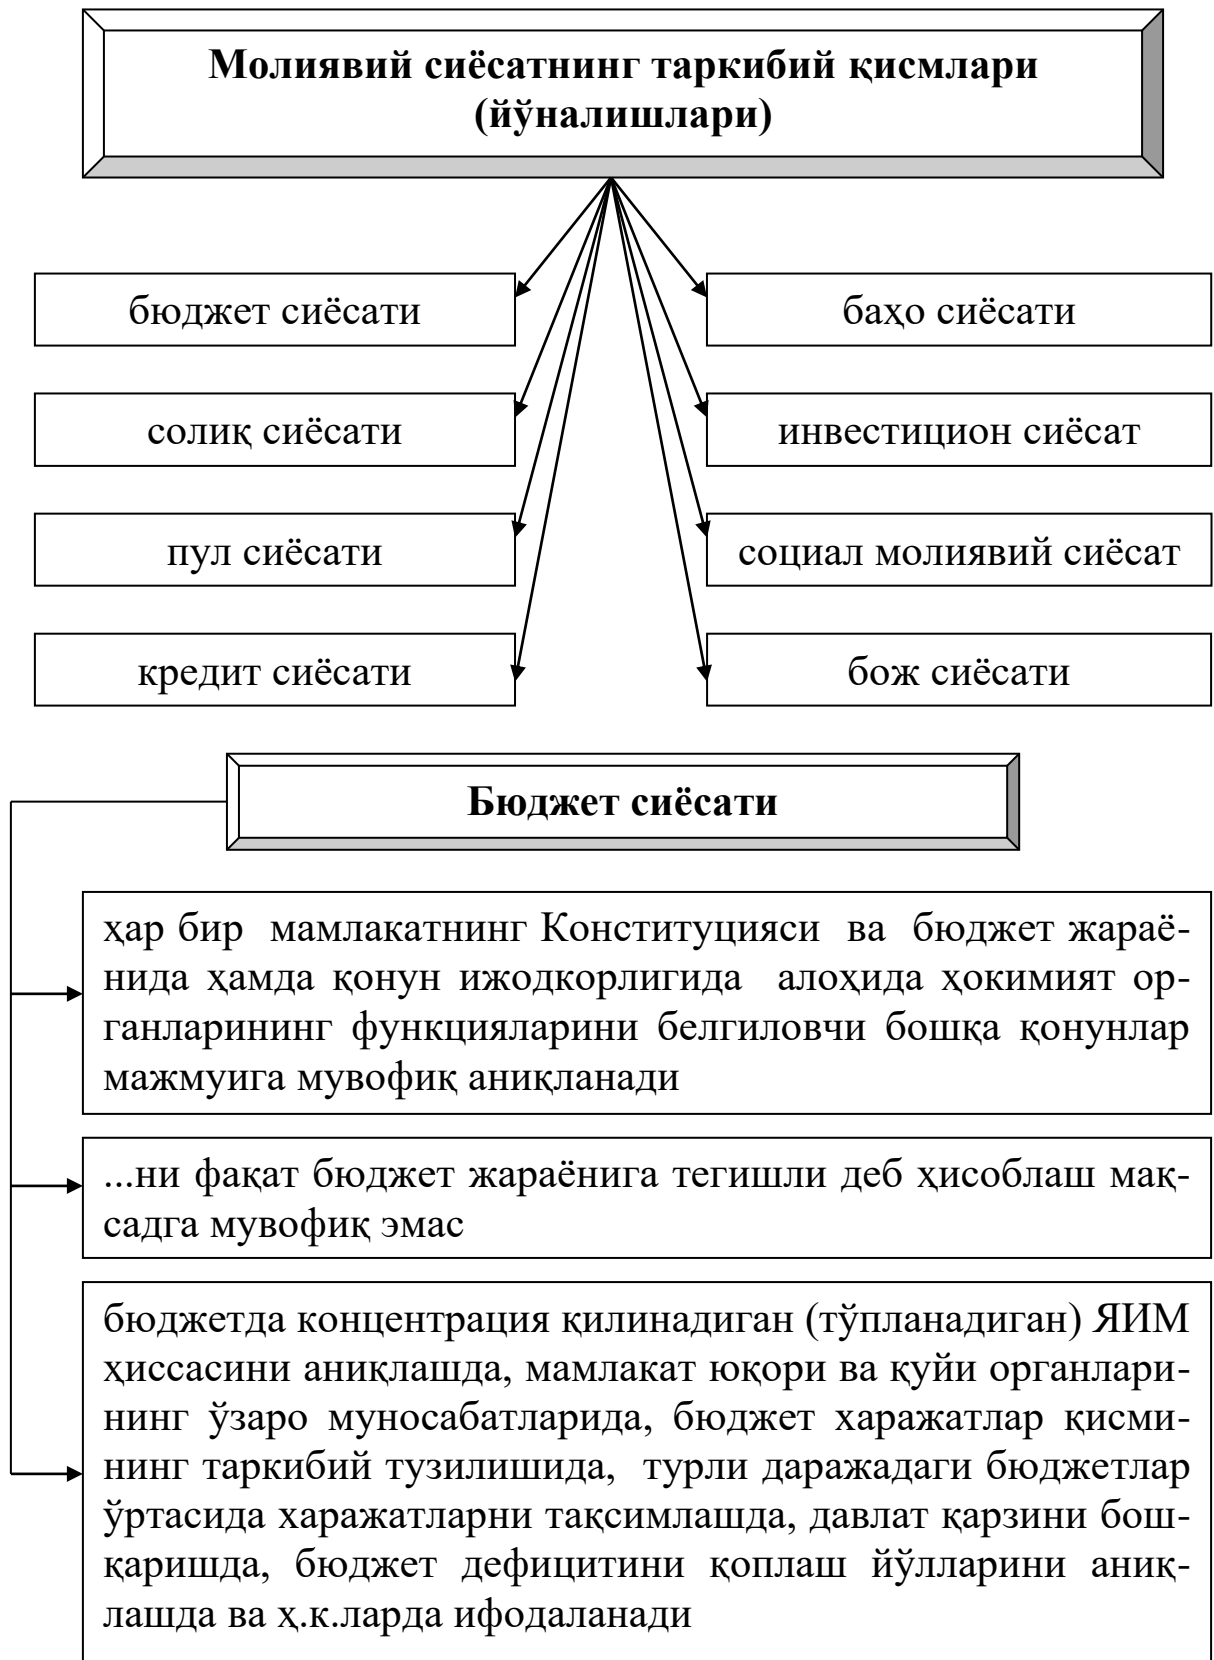 Молиявий сиёсатнинг таркибий қисмлари
(йўналишлари)
бюджет сиёсати
баҳо сиёсати
солиқ сиёсати
инвестицион сиёсат
пул сиёсати
социал молиявий сиёсат
кредит сиёсати
бож сиёсати
Бюджет сиёсати
ҳар бир мамлакатнинг Конституцияси ва бюджет жараё-
нида ҳамда қонун ижодкорлигида алоҳида ҳокимият ор-
ганларининг функцияларини белгиловчи бошқа қонунлар
мажмуига мувофиқ аниқланади
...ни фақат бюджет жараёнига тегишли деб ҳисоблаш мақ-
садга мувофиқ эмас
бюджетда концентрация қилинадиган (тўпланадиган) ЯИМ
ҳиссасини аниқлашда, мамлакат юқори ва қуйи органлари-
нинг ўзаро муносабатларида, бюджет харажатлар қисми-
нинг таркибий тузилишида, турли даражадаги бюджетлар
ўртасида харажатларни тақсимлашда, давлат қарзини бош-
қаришда, бюджет дефицитини қоплаш йўлларини аниқ-
лашда ва ҳ.к.ларда ифодаланади